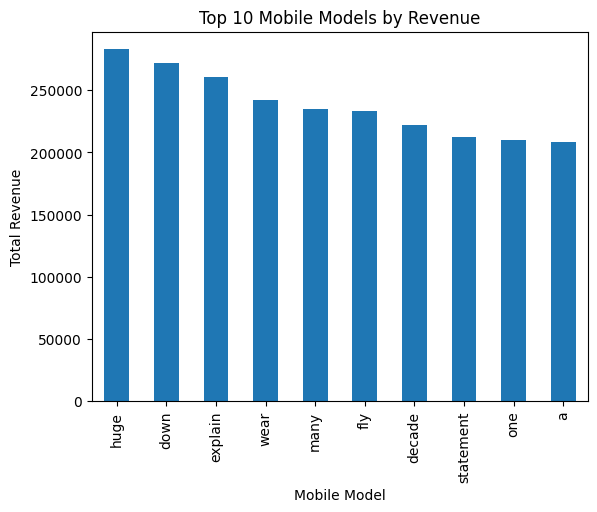 Top 10 Mobile Models by Revenue
Total Revenue
250000
200000
150000
100000
50000
0
huge
down
explain
wear
many
fly
decade
statement
one
a
Mobile Model